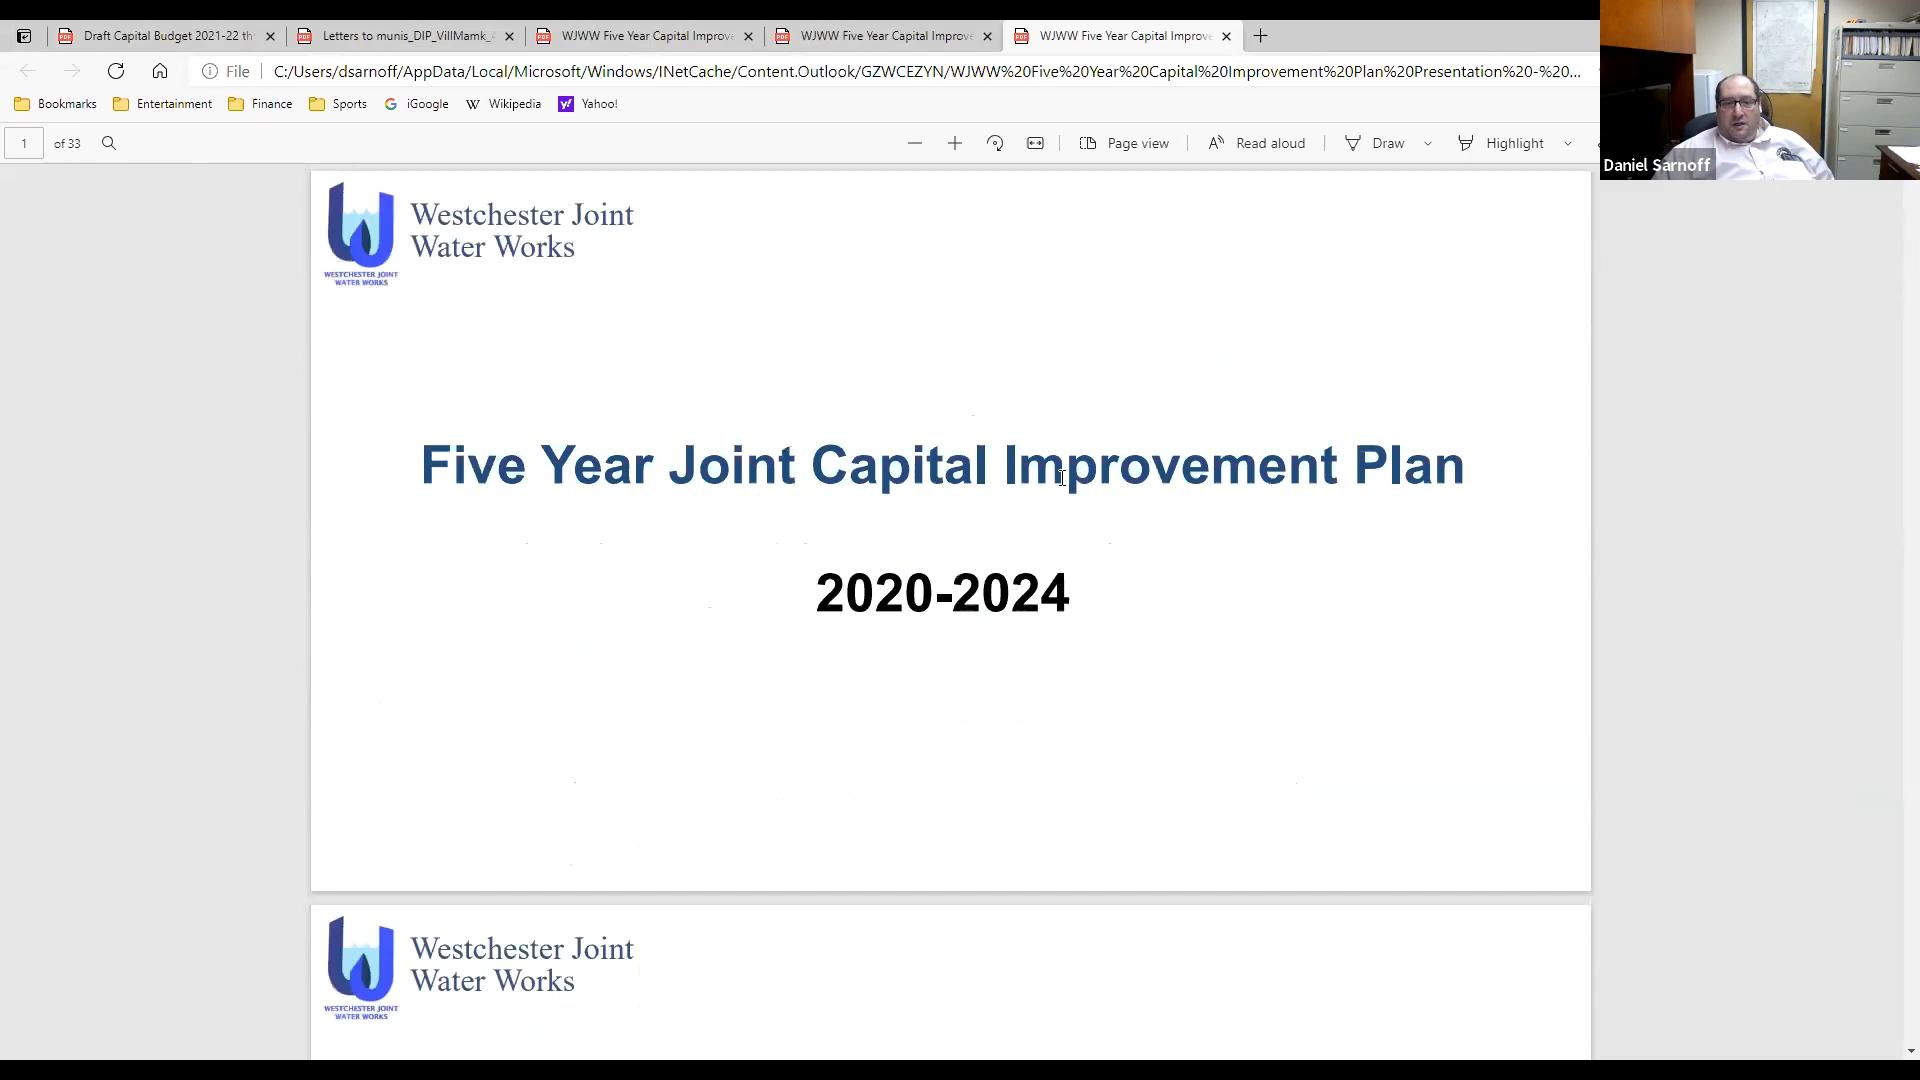 Draft Capital Budget 2021-22 th
Letters to munis_DIP_VillMamk_
WJWW Five Year Capital Improve
WJWW Five Year Capital Improve
WJWW Five Year Capital Improve
File
C:/Users/dsarnoff/AppData/Local/Microsoft/Windows/INetCache/Content.Outlook/GZWCEZYN/WJWW%20Five%20Year%20Capital%20Improvement%20Plan%20Presentation%20-%20...
Bookmarks
Entertainment
Finance
Sports
iGoogle
Wikipedia
Yahoo!
1
of 33
Page view
Read aloud
Draw
Highlight
Daniel Sarnoff
Westchester Joint
Water Works
WESTCHESTER JOINT
WATER WORKS
Five Year Joint Capital Improvement Plan
2020-2024
Westchester Joint
Water Works
WESTCHESTER JOINT
WATER WORKS